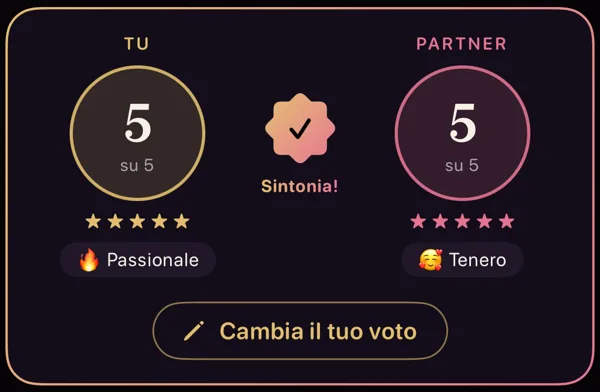 TU
PARTNER
5
su 5
5
su 5
Sintonia!
Passionale
Tenero
Cambia il tuo voto